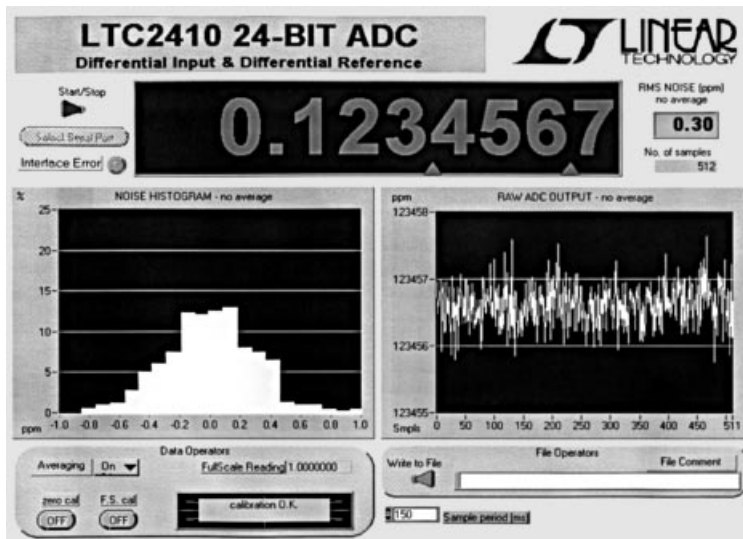 LTC2410 24-BIT ADC
Differential Input & Differential Reference
LINEAR
TECHNOLOGY
Start/Stop
Select Serial Port
Interface Error
0.1234567
RMS NOISE (ppm)
no average
0.30
No. of samples
512
%
NOISE HISTOGRAM - no average
25
20
15
10
5
0
ppm
-1.0 -0.8 -0.6 -0.4 -0.2 0.0 0.2 0.4 0.6 0.8 1.0
ppm
RAW ADC OUTPUT - no average
123458
123457
123456
123455
Smpls
0 50 100 150 200 250 300 350 400 450 511
Data Operators
Averaging On
FullScale Reading 1.0000000
zero cal
F.S. cal
OFF
OFF
calibration O.K.
File Operators
Write to File
File Comment
150
Sample period (ms)